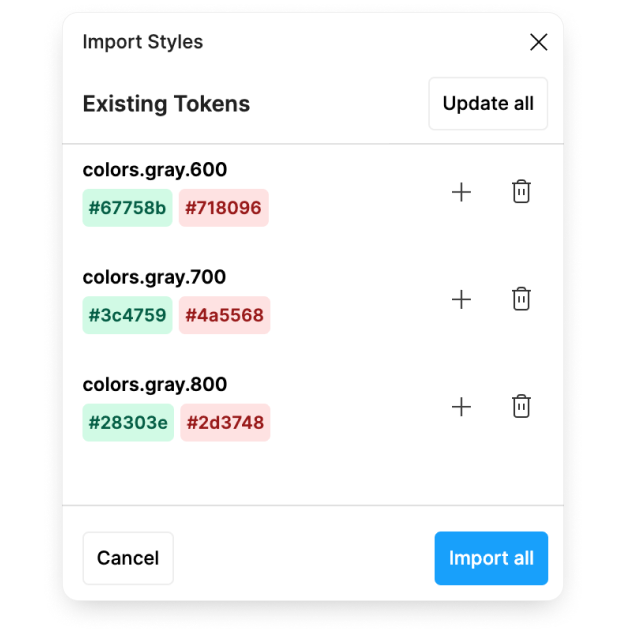 Import Styles
Existing Tokens
Update all
colors.gray.600
#67758b #718096
colors.gray.700
#3c4759 #4a5568
colors.gray.800
#28303e #2d3748
Cancel
Import all